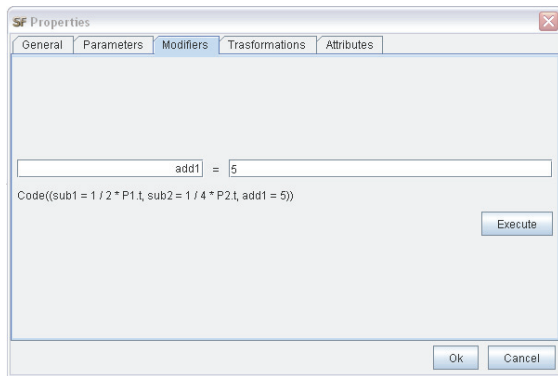 SF Properties
General Parameters Modifiers Trasformations Attributes
add1 = 5
Code((sub1 = 1 / 2 * P1.t, sub2 = 1 / 4 * P2.t, add1 = 5))
Execute
Ok Cancel